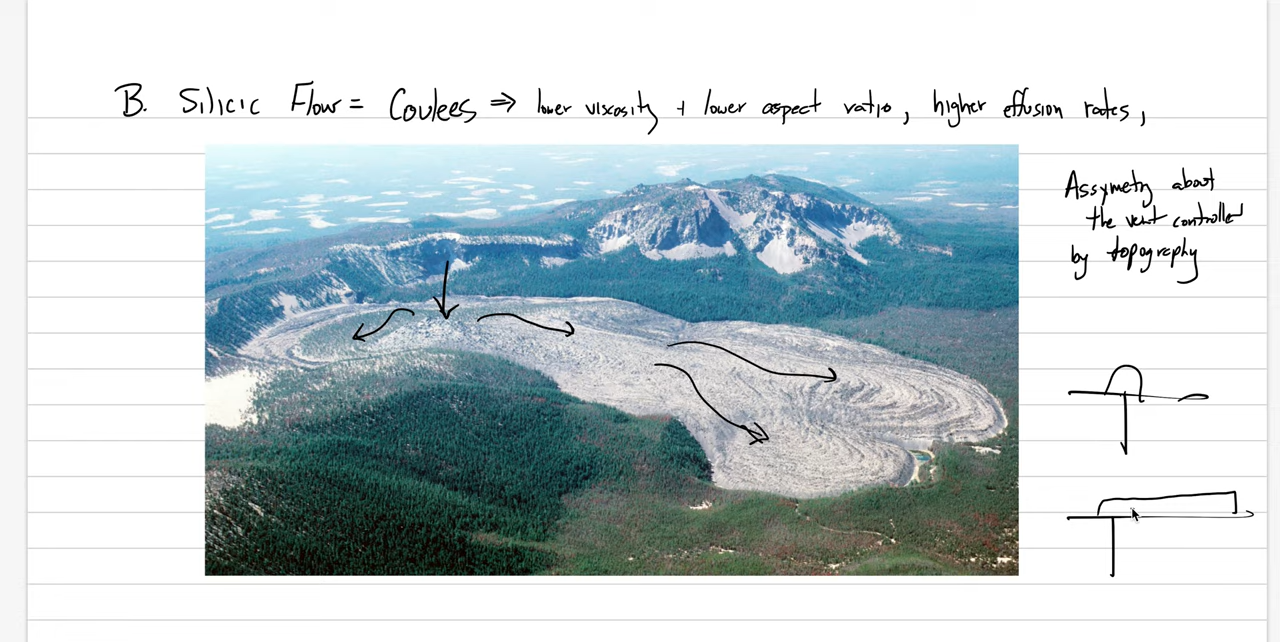 B. Silicic Flow = Coulees ⇒ lower viscosity + lower aspect ratio, higher effusion rates,
Assymetry about
the vent controlled
by topography